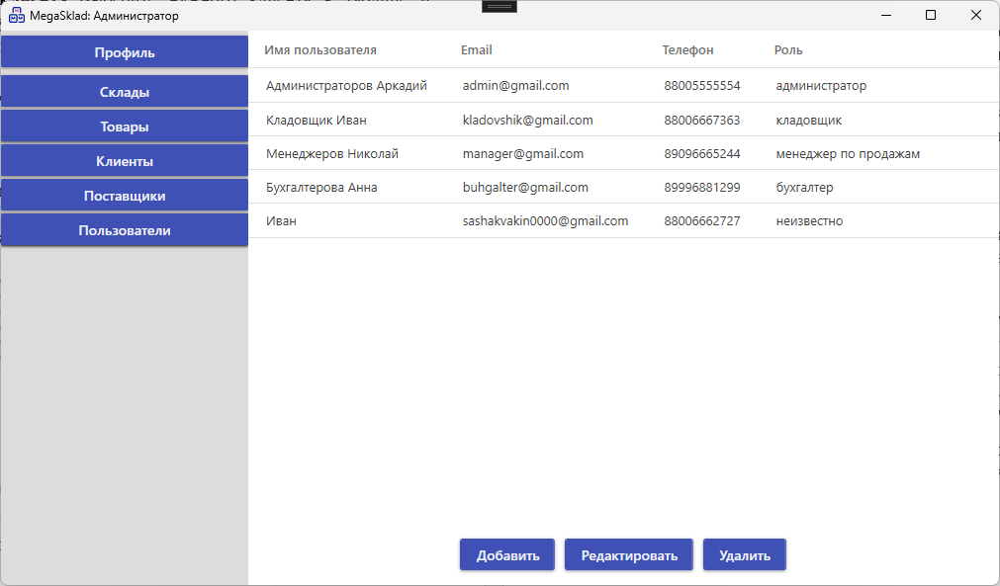 MegaSklad: Администратор
Профиль
Склады
Товары
Клиенты
Поставщики
Пользователи
Имя пользователя Email Телефон Роль
Администраторов Аркадий admin@gmail.com 88005555554 администратор
Кладовщик Иван kladovshik@gmail.com 88006667363 кладовщик
Менеджеров Николай manager@gmail.com 89096665244 менеджер по продажам
Бухгалтерова Анна buhgalter@gmail.com 89996881299 бухгалтер
Иван sashakvakin0000@gmail.com 88006662727 неизвестно
Добавить Редактировать Удалить